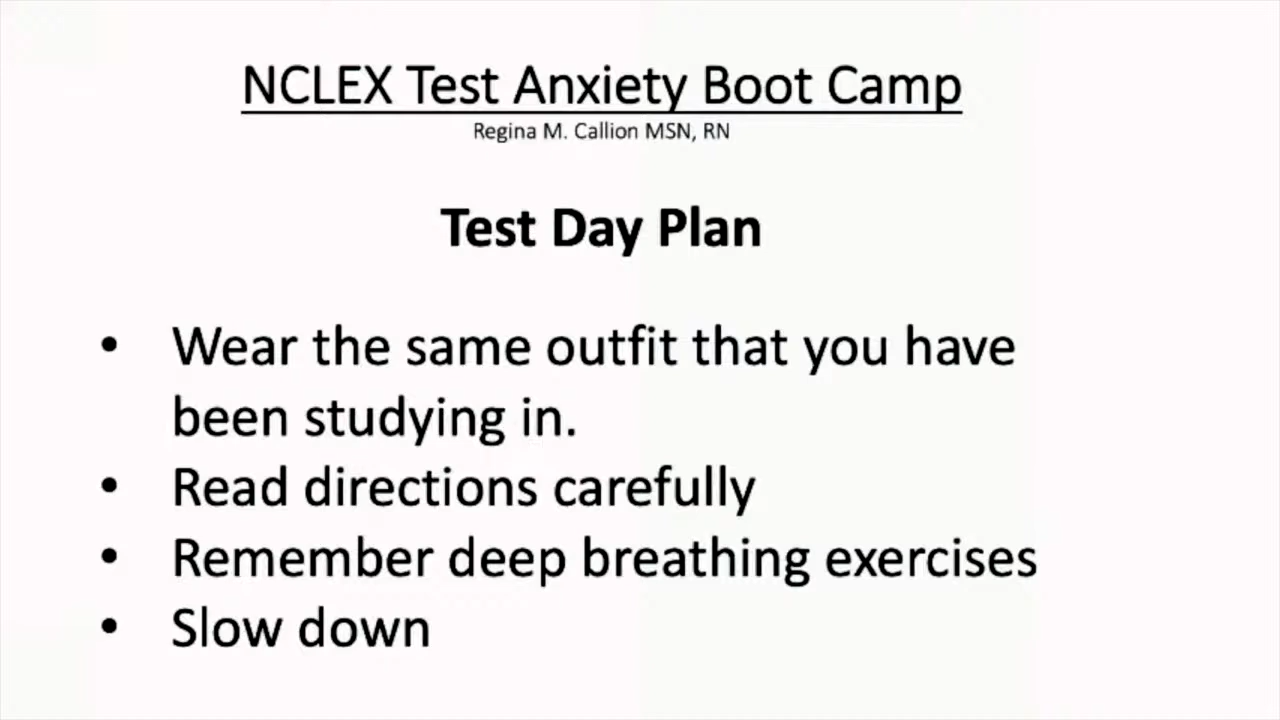 NCLEX Test Anxiety Boot Camp
Regina M. Callion MSN, RN
Test Day Plan
• Wear the same outfit that you have
been studying in.
• Read directions carefully
• Remember deep breathing exercises
• Slow down